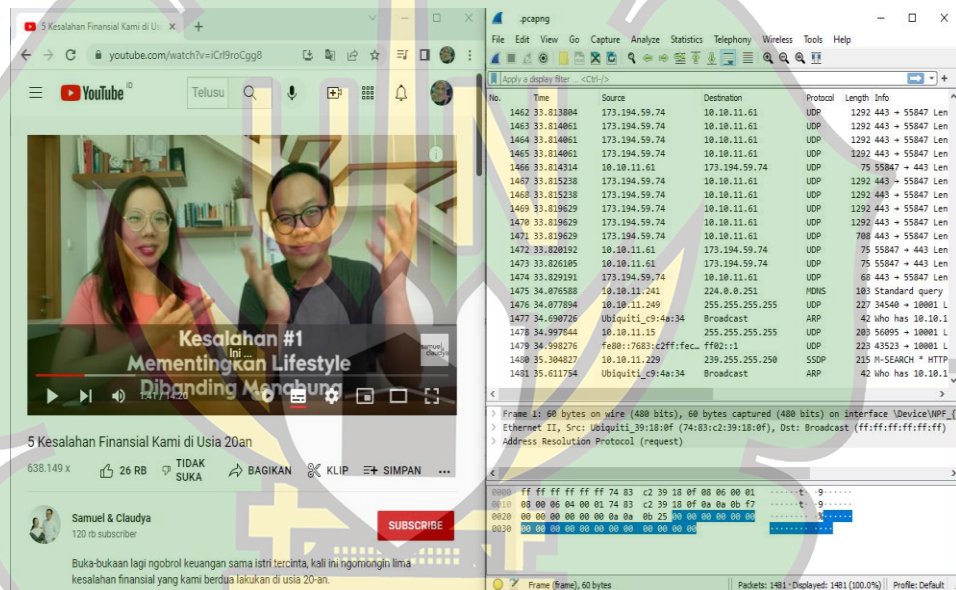 5 Kesalahan Finansial Kami di Us
youtube.com/watch?v=iCrl9roCgg8
YouTube ID
Telusu
Kesalahan #1
Ini ...
Mementingkan Lifestyle
Dibanding Menabung
samuel
claudya
1:41 / 14:20
5 Kesalahan Finansial Kami di Usia 20an
638.149 x
26 RB
TIDAK SUKA
BAGIKAN
KLIP
SIMPAN
...
Samuel & Claudya
120 rb subscriber
SUBSCRIBE
Buka-bukaan lagi ngobrol keuangan sama istri tercinta, kali ini ngomongin lima
kesalahan finansial yang kami berdua lakukan di usia 20-an.
.pcapng
File Edit View Go Capture Analyze Statistics Telephony Wireless Tools Help
Apply a display filter ... <Ctrl-/>
No. Time Source Destination Protocol Length Info
1462 33.813804 173.194.59.74 10.10.11.61 UDP 1292 443 → 55847 Len
1463 33.814061 173.194.59.74 10.10.11.61 UDP 1292 443 → 55847 Len
1464 33.814061 173.194.59.74 10.10.11.61 UDP 1292 443 → 55847 Len
1465 33.814061 173.194.59.74 10.10.11.61 UDP 1292 443 → 55847 Len
1466 33.814314 10.10.11.61 173.194.59.74 UDP 75 55847 → 443 Len
1467 33.815238 173.194.59.74 10.10.11.61 UDP 1292 443 → 55847 Len
1468 33.815238 173.194.59.74 10.10.11.61 UDP 1292 443 → 55847 Len
1469 33.819629 173.194.59.74 10.10.11.61 UDP 1292 443 → 55847 Len
1470 33.819629 173.194.59.74 10.10.11.61 UDP 1292 443 → 55847 Len
1471 33.819629 173.194.59.74 10.10.11.61 UDP 708 443 → 55847 Len
1472 33.820192 10.10.11.61 173.194.59.74 UDP 75 55847 → 443 Len
1473 33.826105 10.10.11.61 173.194.59.74 UDP 75 55847 → 443 Len
1474 33.829191 173.194.59.74 10.10.11.61 UDP 68 443 → 55847 Len
1475 34.076588 10.10.11.241 224.0.0.251 MDNS 103 Standard query
1476 34.077894 10.10.11.249 255.255.255.255 UDP 227 34540 → 10001 L
1477 34.690726 Ubiquiti_c9:4a:34 Broadcast ARP 42 Who has 10.10.1
1478 34.997844 10.10.11.15 255.255.255.255 UDP 203 56095 → 10001 L
1479 34.998276 fe80::7683:c2ff:fec… ff02::1 UDP 223 43523 → 10001 L
1480 35.304827 10.10.11.229 239.255.255.250 SSDP 215 M-SEARCH * HTTP
1481 35.611754 Ubiquiti_c9:4a:34 Broadcast ARP 42 Who has 10.10.1
Frame 1: 60 bytes on wire (480 bits), 60 bytes captured (480 bits) on interface \Device\NPF_{
Ethernet II, Src: Ubiquiti_39:18:0f (74:83:c2:39:18:0f), Dst: Broadcast (ff:ff:ff:ff:ff:ff)
Address Resolution Protocol (request)
0000 ff ff ff ff ff ff 74 83 c2 39 18 0f 08 06 00 01 ······t· ·9······
0010 08 00 06 04 00 01 74 83 c2 39 18 0f 0a 0a 0b f7 ······t· ·9······
0020 00 00 00 00 00 00 0a 0a 0b 25 00 00 00 00 00 00
0030 00 00 00 00 00 00 00 00 00 00 00 00
Frame (frame), 60 bytes
Packets: 1481 · Displayed: 1481 (100.0%)
Profile: Default